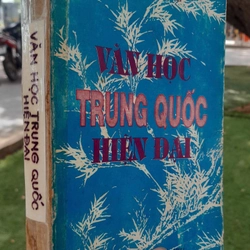 VĂN HỌC TRUNG QUỐC
HIỆN ĐẠI
VĂN HỌC
TRUNG QUỐC
HIỆN ĐẠI